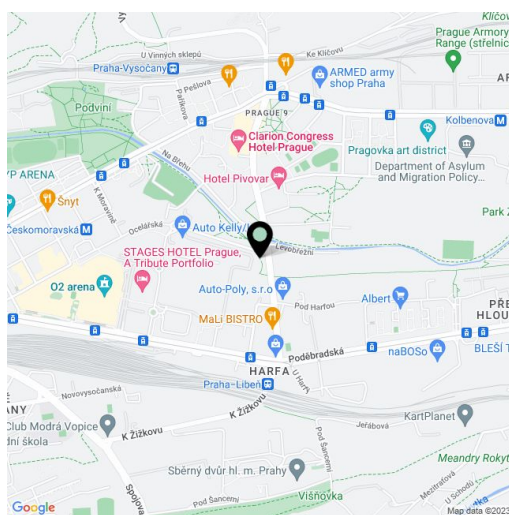 Klíčov
Prague Armory
Range (střelnic
Ke Klíčovu
U Vinných sklepů
Praha-Vysočany
Pešlova
Paříkova
ARMED army
shop Praha
Podviní
PRAGUE 9
Kolbenova
Clarion Congress
Hotel Prague
Pragovka art district
Na Břehu
Department of Asylum
and Migration Policy...
Hotel Pivovar
YP ARENA
Šnyt
K Moravině
Park Z
Ocelářská
Auto Kelly/
Českomoravská
Levobřežní
STAGES HOTEL Prague,
A Tribute Portfolio
O2 arena
Auto-Poly, s.r.o
Pod Harfou
Albert
PŘE
HLOU
MaLi BISTRO
Poděbradská
naBOSo
BLEŠÍ T
HARFA
U Harfy
Praha-Libeň
Novovysočanská
ANY
K Žižkovu
KartPlanet
Club Modrá Vopice
dní škola
K Žižkovu
Jeřábová
Pod Šancemi
Meandry Rokyt
Sběrný dvůr hl. m. Prahy
Spojova
Mezitraťová
U Schodů
Pod Šancemi
Višňovka
Google
Map data ©2023